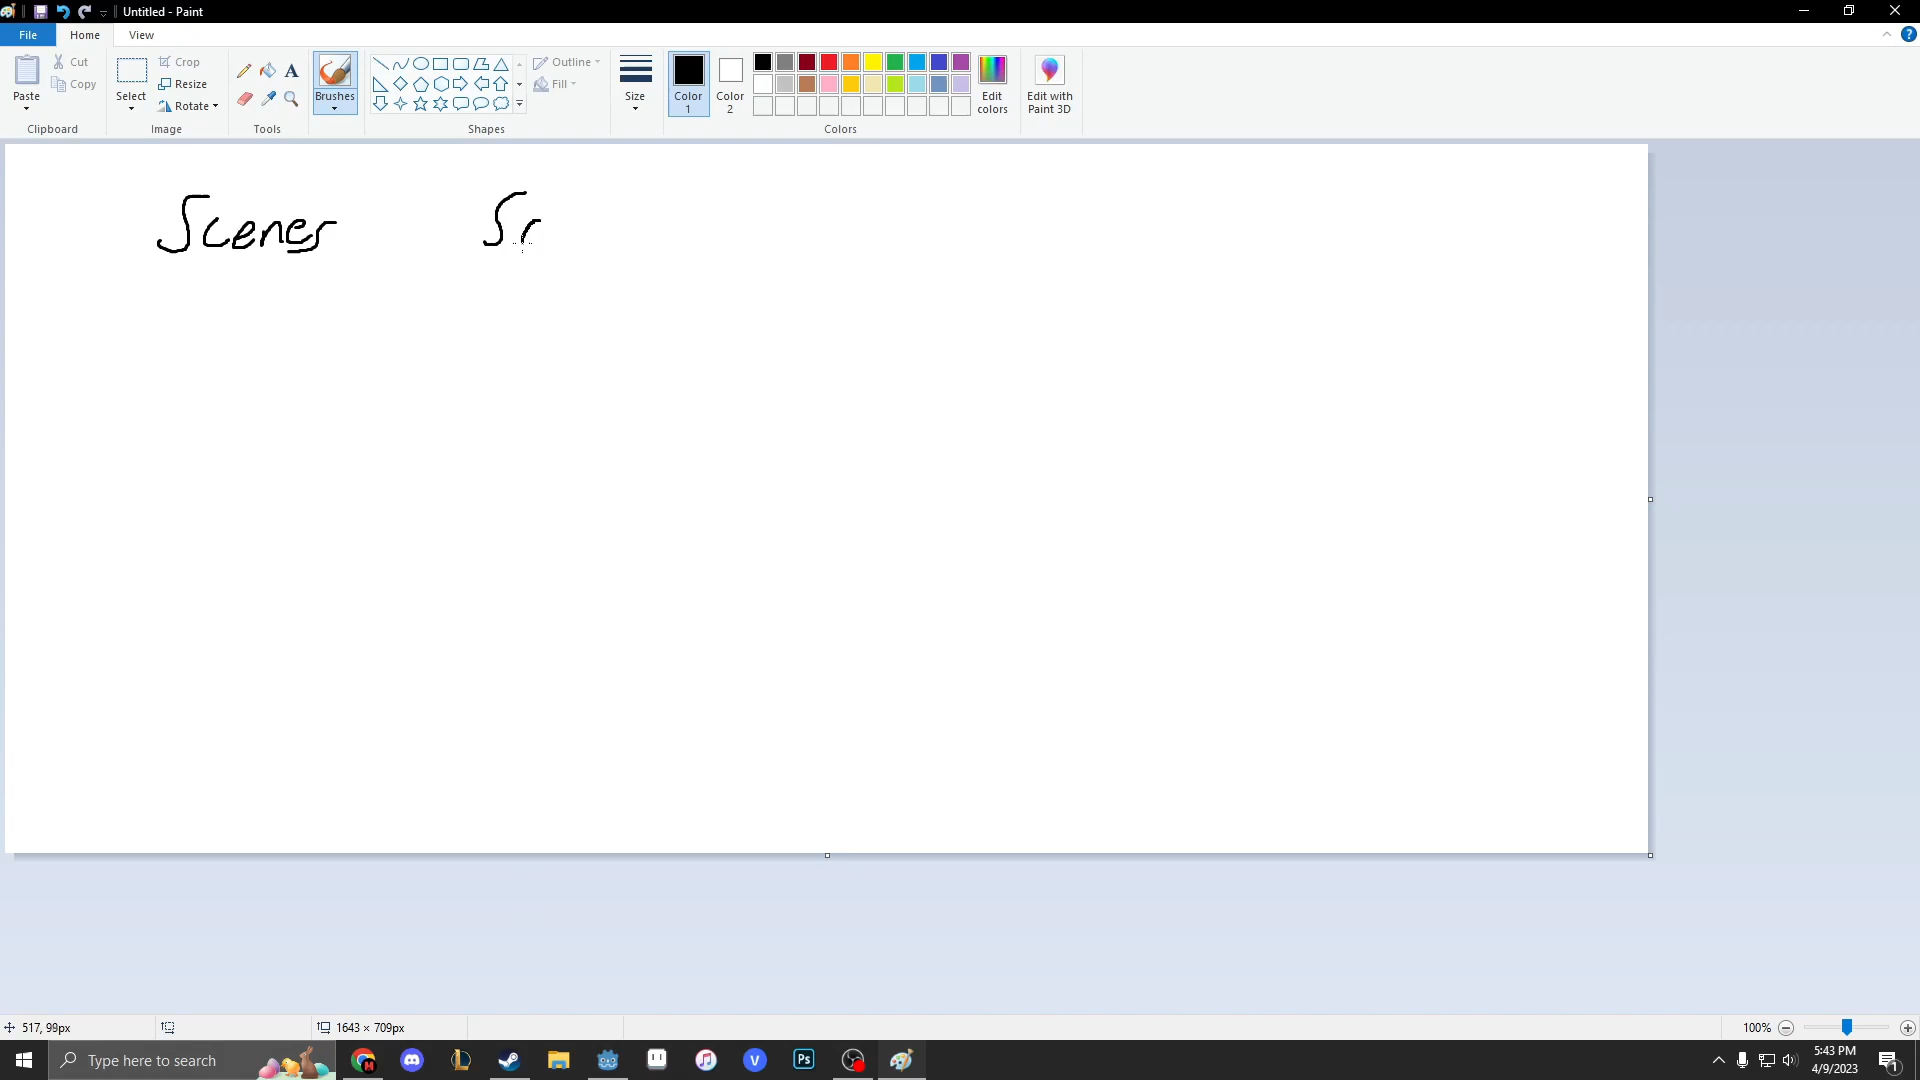 Untitled - Paint
File Home View
Paste Cut Copy Clipboard
Select Crop Resize Rotate Image
Tools
Brushes
Shapes Outline Fill
Size
Color 1 Color 2 Edit colors Colors
Edit with Paint 3D
Scenes
517, 99px 1643 × 709px 100%
Type here to search Ps 5:43 PM
4/9/2023 1